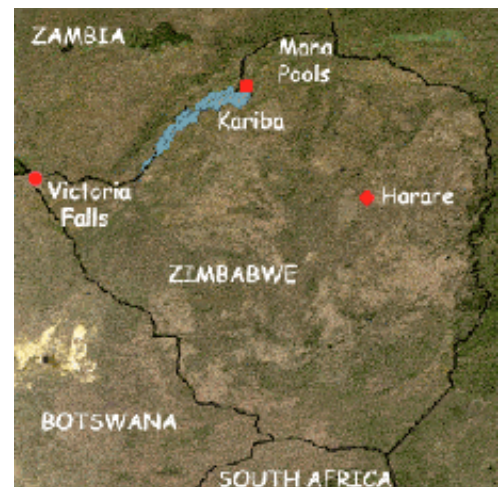 ZAMBIA
Mana
Pools
Kariba
Victoria
Falls
Harare
ZIMBABWE
BOTSWANA
SOUTH AFRICA